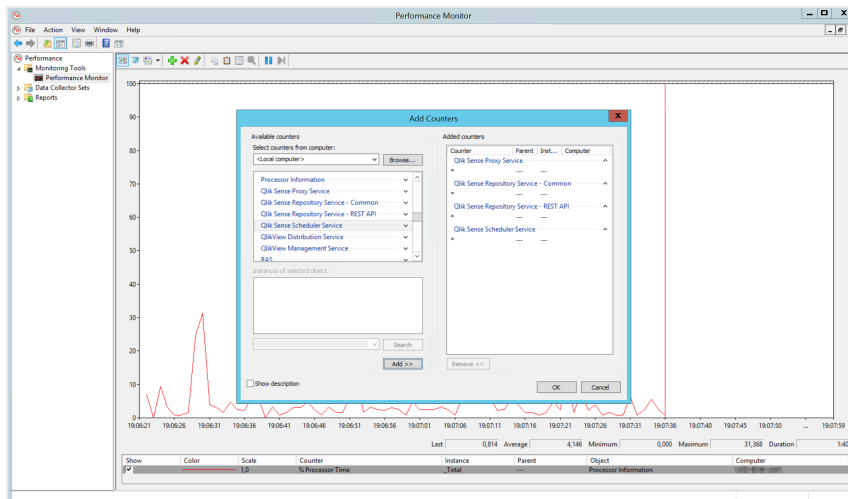 Performance Monitor
File Action View Window Help
Performance
Monitoring Tools
Performance Monitor
Data Collector Sets
Reports
100
90
80
70
60
50
40
30
20
10
0
Add Counters
Available counters
Select counters from computer:
<Local computer>
Browse...
Processor Information
Qlik Sense Proxy Service
Qlik Sense Repository Service - Common
Qlik Sense Repository Service - REST API
Qlik Sense Scheduler Service
QlikView Distribution Service
QlikView Management Service
RAS
Instances of selected object:
Search
Add >>
Show description
Added counters
Counter Parent Inst... Computer
Qlik Sense Proxy Service
* --- ---
Qlik Sense Repository Service - Common
* --- ---
Qlik Sense Repository Service - REST API
* --- ---
Qlik Sense Scheduler Service
* --- ---
Remove <<
OK Cancel
19:06:21 19:06:26 19:06:31 19:06:36 19:06:41 19:06:46 19:06:51 19:06:56 19:07:01 19:07:06 19:07:11 19:07:16 19:07:21 19:07:26 19:07:31 19:07:36 19:07:40 19:07:45 19:07:50 ... 19:07:59
Last 0,814 Average 4,146 Minimum 0,000 Maximum 31,368 Duration 1:40
Show Color Scale Counter Instance Parent Object Computer
1,0 % Processor Time _Total --- Processor Information